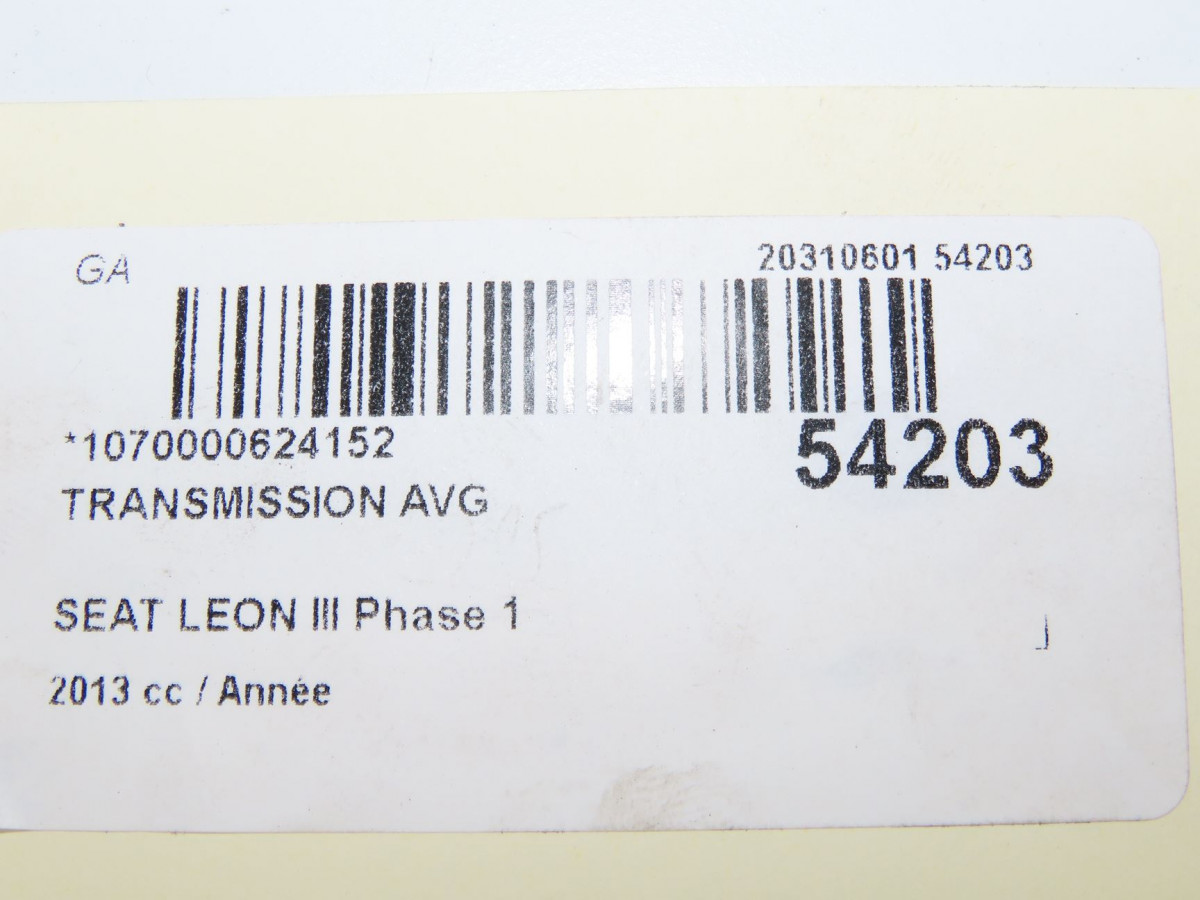 GA
20310601 54203
*1070000624152
54203
TRANSMISSION AVG
SEAT LEON III Phase 1
2013 cc / Année